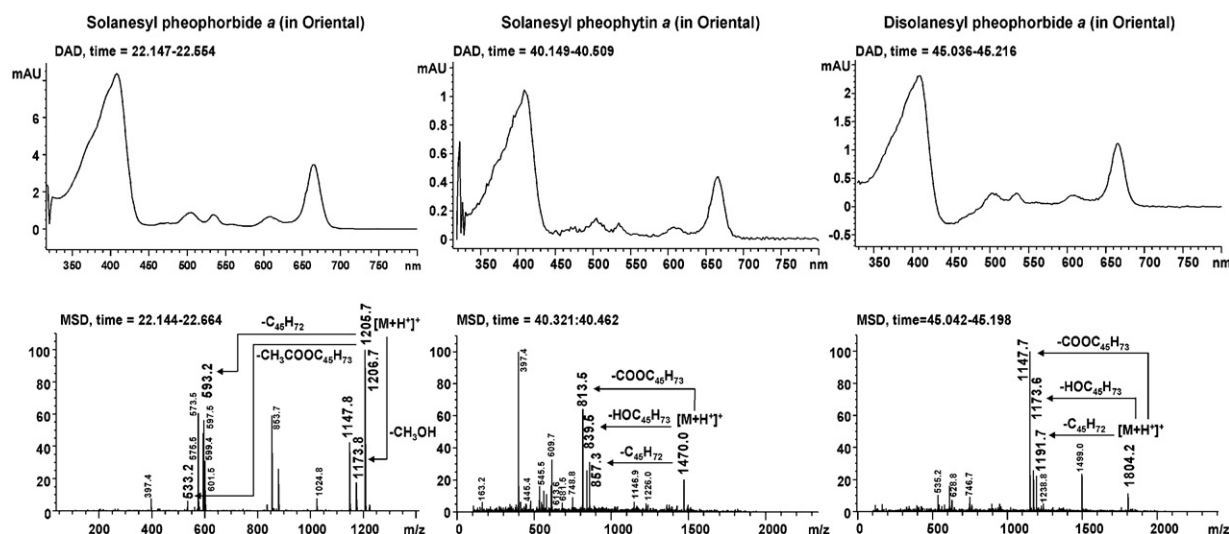 Solanesyl pheophorbide a (in Oriental)
DAD, time = 22.147-22.554
mAU
8
6
4
2
0
350 400 450 500 550 600 650 700 750 nm
Solanesyl pheophytin a (in Oriental)
DAD, time = 40.149-40.509
mAU
1
0.8
0.6
0.4
0.2
0
350 400 450 500 550 600 650 700 750 nm
Disolanesyl pheophorbide a (in Oriental)
DAD, time = 45.036-45.216
mAU
2
1.5
1
0.5
0
-0.5
350 400 450 500 550 600 650 700 750 nm
MSD, time = 22.144-22.664
100
80
60
40
20
0
-C45H72
-CH3COOC45H73
[M+H+]+
-CH3OH
397.4
533.2
573.5
575.5
593.2
597.5
599.4
601.5
853.7
1024.8
1147.8
1173.8
1205.7
1206.7
0 200 400 600 800 1000 1200 m/z
MSD, time = 40.321:40.462
100
80
60
40
20
0
-COOC45H73
-HOC45H73
-C45H72
[M+H+]+
163.2
397.4
445.4
545.5
609.7
613.6
681.5
748.8
813.5
839.5
857.3
1146.9
1226.0
1470.0
0 500 1000 1500 2000 m/z
MSD, time=45.042-45.198
100
80
60
40
20
0
-COOC45H73
-HOC45H73
-C45H72
[M+H+]+
535.2
628.8
746.7
1147.7
1173.6
1191.7
1238.8
1499.0
1804.2
0 500 1000 1500 2000 m/z